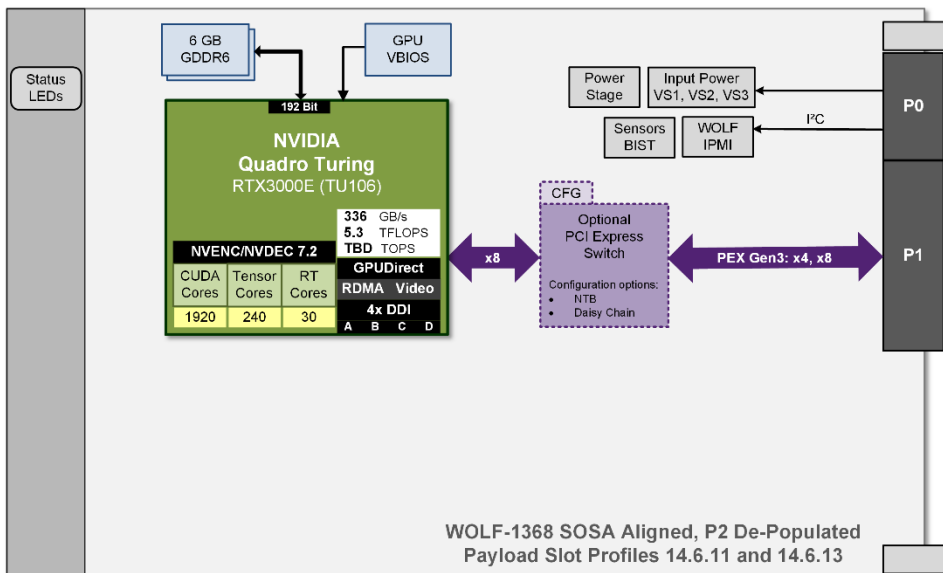 Status
LEDs
6 GB
GDDR6
GPU
VBIOS
192 Bit
NVIDIA
Quadro Turing
RTX3000E (TU106)
336 GB/s
5.3 TFLOPS
TBD TOPS
NVENC/NVDEC 7.2
GPUDirect
RDMA Video
4x DDI
A B C D
CUDA
Cores
Tensor
Cores
RT
Cores
1920
240
30
x8
CFG
Optional
PCI Express
Switch
Configuration options:
• NTB
• Daisy Chain
PEX Gen3: x4, x8
Power
Stage
Input Power
VS1, VS2, VS3
Sensors
BIST
WOLF
IPMI
I²C
P0
P1
WOLF-1368 SOSA Aligned, P2 De-Populated
Payload Slot Profiles 14.6.11 and 14.6.13